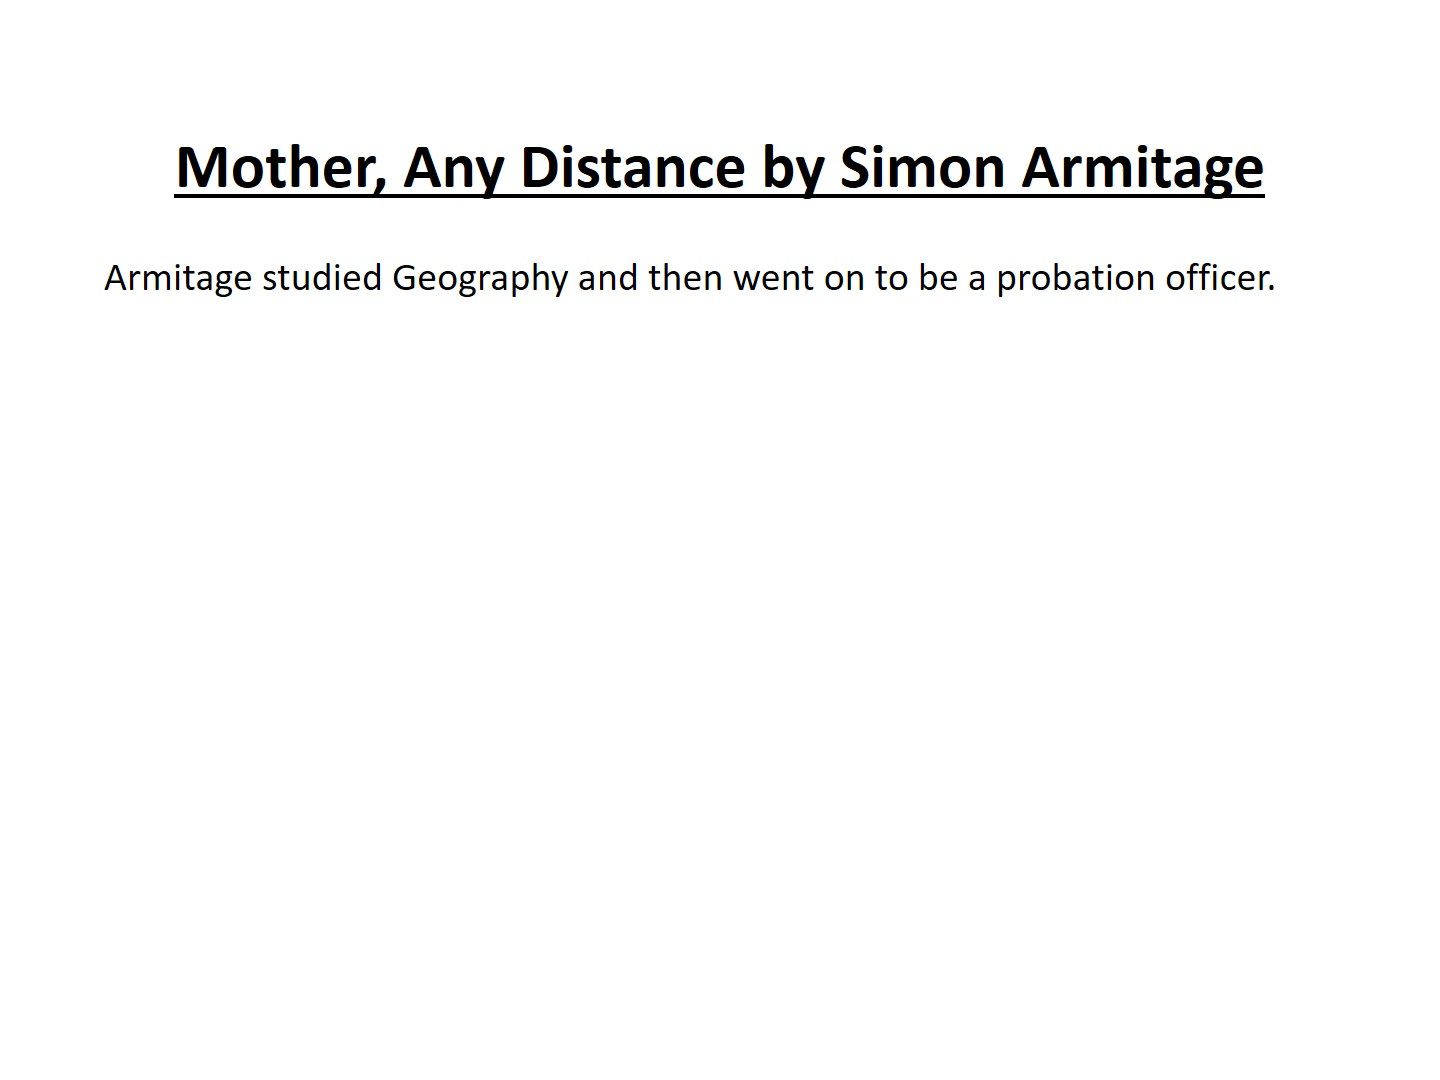 Mother, Any Distance by Simon Armitage
Armitage studied Geography and then went on to be a probation officer.